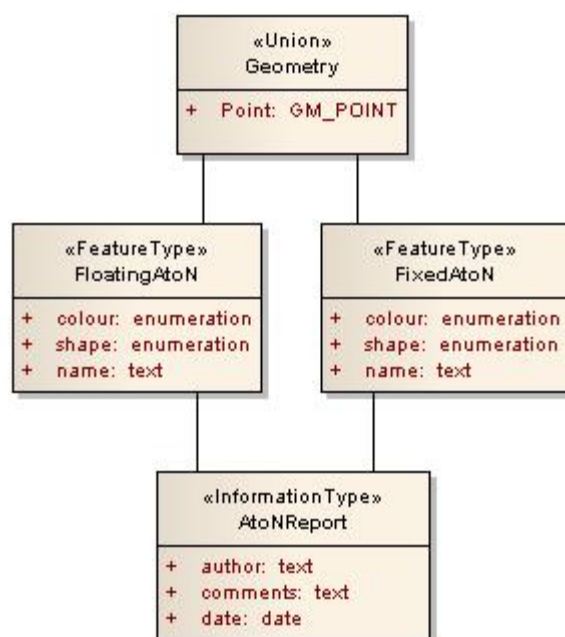 «Union»
Geometry
+ Point: GM_POINT
«FeatureType»
FloatingAtoN
+ colour: enumeration
+ shape: enumeration
+ name: text
«FeatureType»
FixedAtoN
+ colour: enumeration
+ shape: enumeration
+ name: text
«InformationType»
AtoNReport
+ author: text
+ comments: text
+ date: date